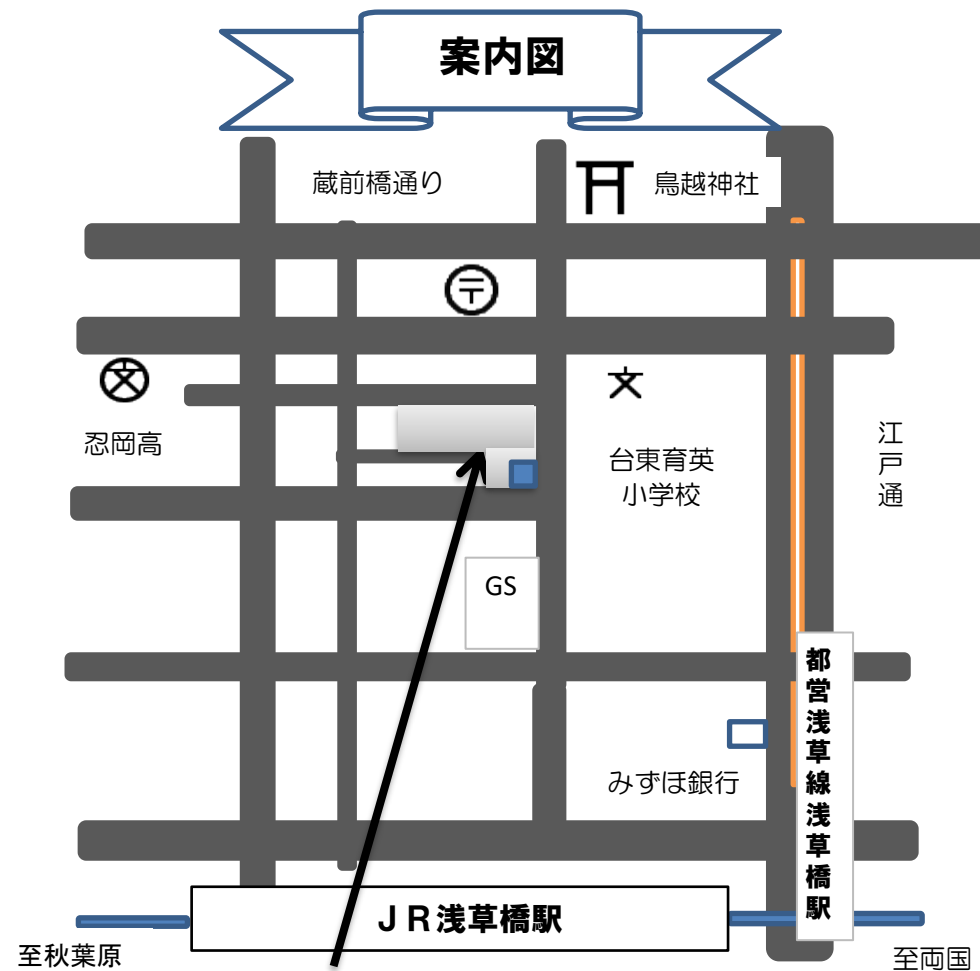 案内図
蔵前橋通り
鳥越神社
忍岡高
文
台東育英
小学校
江戸通
GS
みずほ銀行
都営浅草線浅草橋駅
ＪＲ浅草橋駅
至秋葉原
至両国